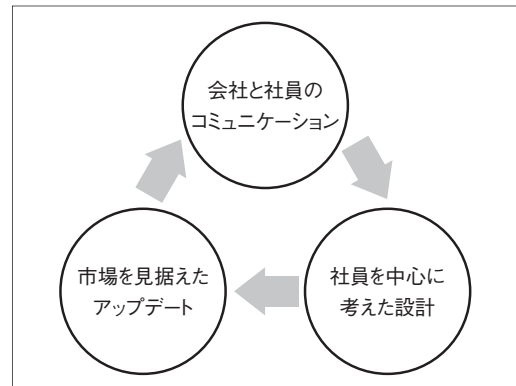 会社と社員の
コミュニケーション
社員を中心に
考えた設計
市場を見据えた
アップデート